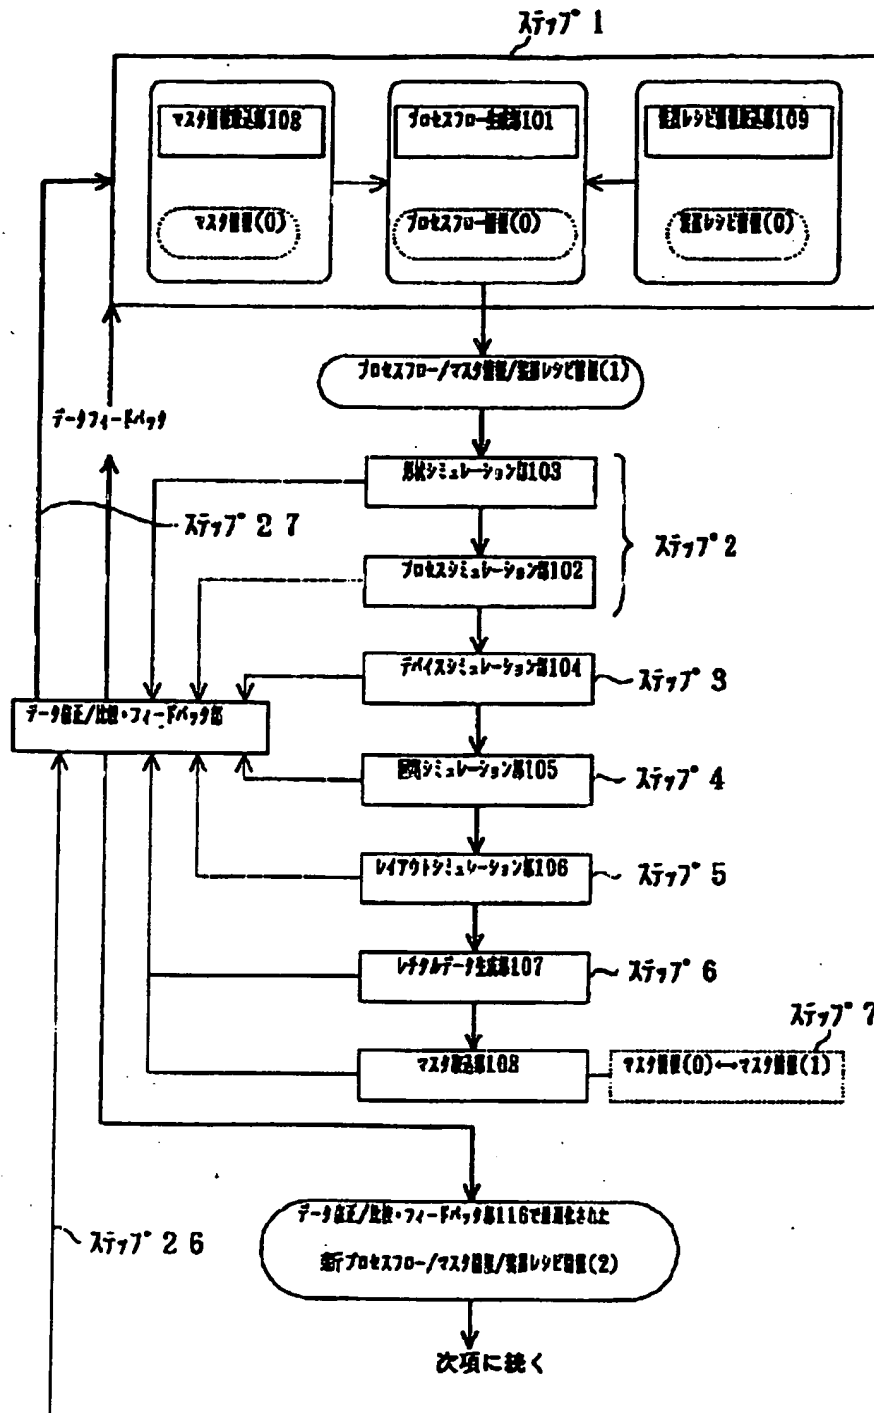 ステップ 1
マスタ情報取込部108
プロセスフロー生成部101
装置レシピ情報取込部109
マスタ情報(0)
プロセスフロー情報(0)
装置レシピ情報(0)
プロセスフロー/マスタ情報/装置レシピ情報(1)
データフィードバック
形状シミュレーション部103
ステップ 27
ステップ 2
プロセスシミュレーション部102
デバイスシミュレーション部104
ステップ 3
データ修正/比較・フィードバック部
回路シミュレーション部105
ステップ 4
レイアウトシミュレーション部106
ステップ 5
レチクルデータ生成部107
ステップ 6
ステップ 7
マスタ取込部108
マスタ情報(0)↔マスタ情報(1)
データ修正/比較・フィードバック部116で最適化された
ステップ 26
新プロセスフロー/マスタ情報/装置レシピ情報(2)
次項に続く